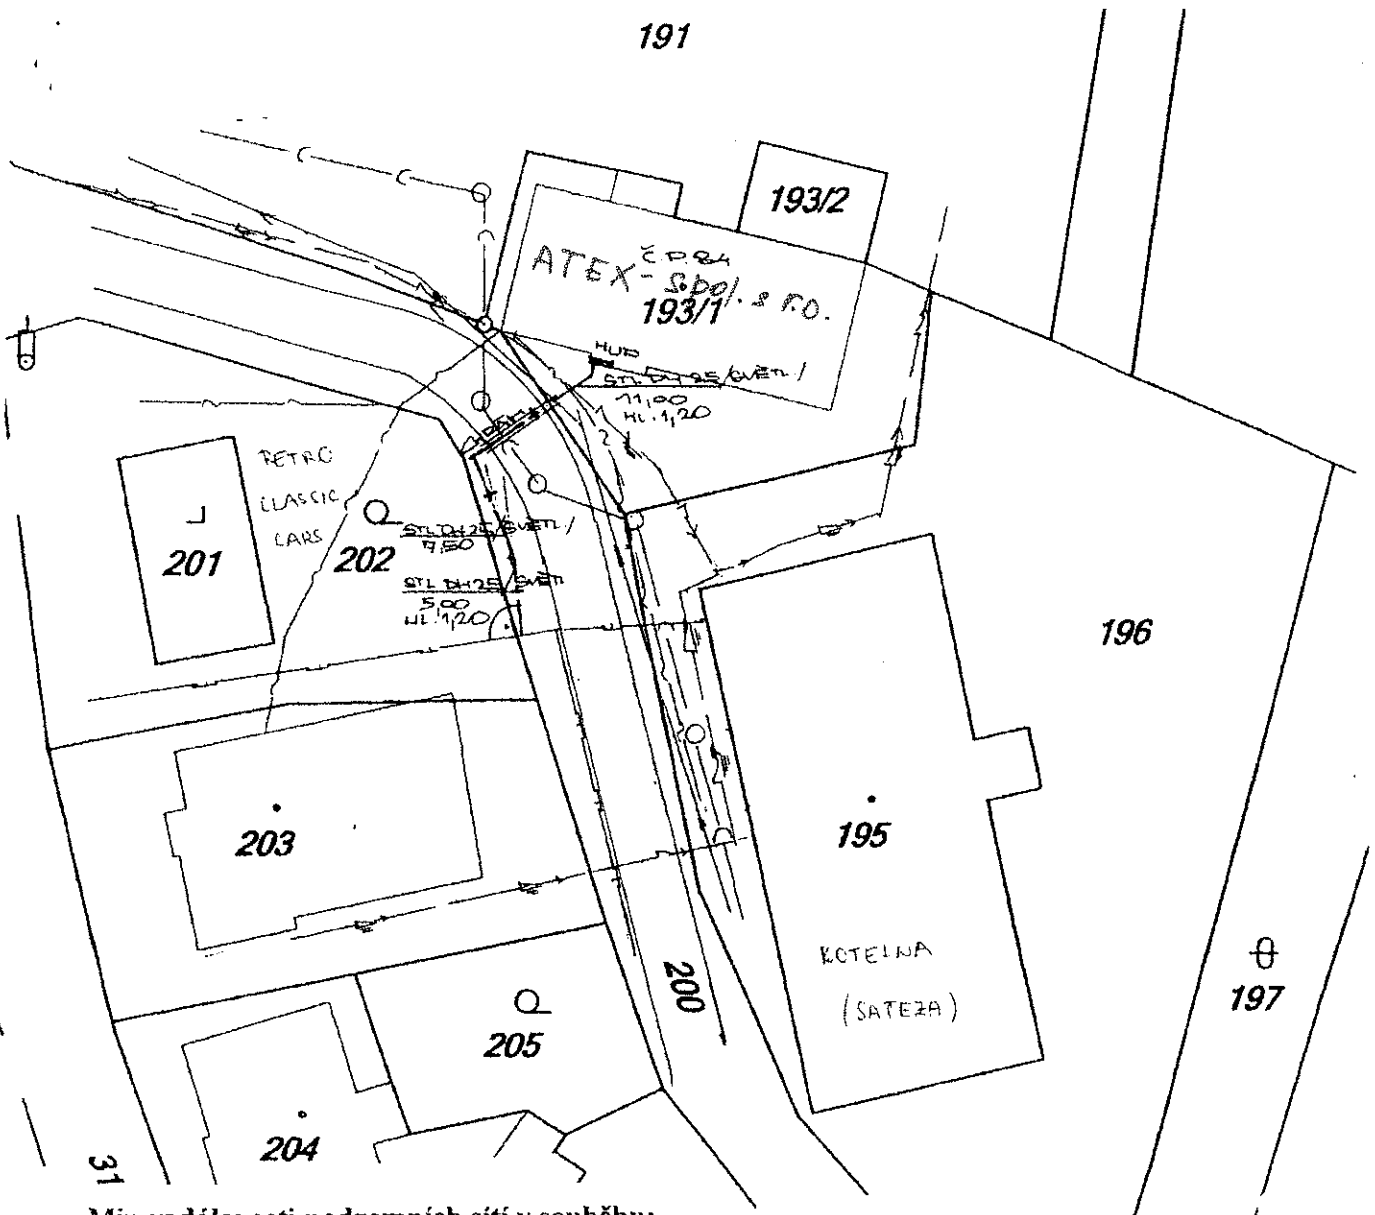 191
193/2
Č.P.84
ATEX - spol. s r.o.
193/1
HUP
STL DN 25 /SVĚTL./
11,00
HL. 1,20
RETRO
CLASSIC
CARS
201
202
STL DN 25 /SVĚTL./
7,50
STL DN 25 /SVĚTL
5,00
HL. 1,20
196
203
195
KOTELNA
(SATEZA)
200
197
205
204
31